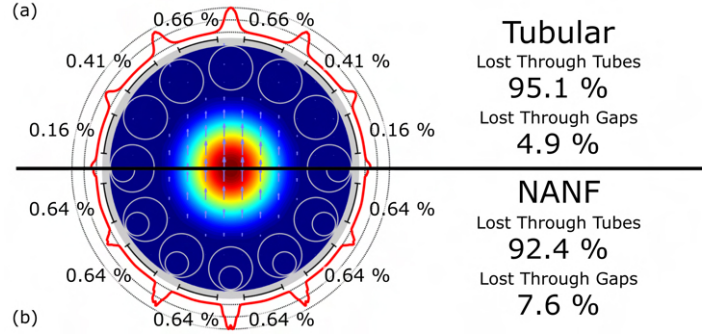 (a)
0.66 %
0.66 %
0.41 %
0.41 %
0.16 %
0.16 %
Tubular
Lost Through Tubes
95.1 %
Lost Through Gaps
4.9 %
NANF
Lost Through Tubes
92.4 %
Lost Through Gaps
7.6 %
0.64 %
0.64 %
0.64 %
0.64 %
0.64 %
0.64 %
(b)